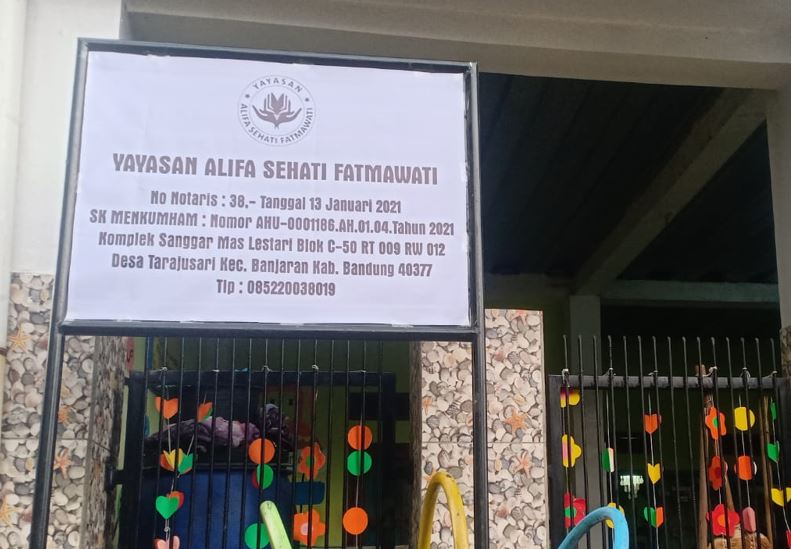 YAYASAN
ALIFA SEHATI FATMAWATI
YAYASAN ALIFA SEHATI FATMAWATI
No Notaris : 38,- Tanggal 13 Januari 2021
SK MENKUMHAM : Nomor AHU-0001186.AH.01.04.Tahun 2021
Komplek Sanggar Mas Lestari Blok C-50 RT 009 RW 012
Desa Tarajusari Kec. Banjaran Kab. Bandung 40377
Tlp : 085220038019